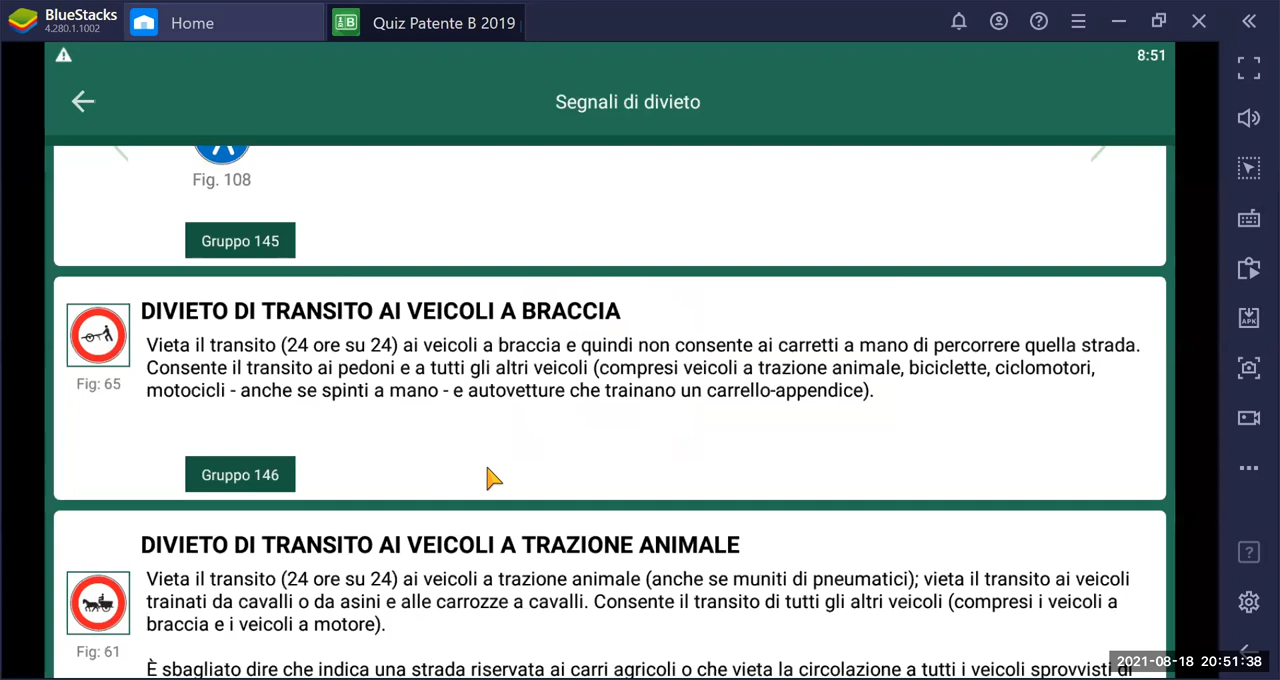 BlueStacks
4.280.1.1002
Home
Quiz Patente B 2019
8:51
Segnali di divieto
Fig. 108
Gruppo 145
DIVIETO DI TRANSITO AI VEICOLI A BRACCIA
Vieta il transito (24 ore su 24) ai veicoli a braccia e quindi non consente ai carretti a mano di percorrere quella strada.
Consente il transito ai pedoni e a tutti gli altri veicoli (compresi veicoli a trazione animale, biciclette, ciclomotori,
motocicli - anche se spinti a mano - e autovetture che trainano un carrello-appendice).
Fig: 65
Gruppo 146
DIVIETO DI TRANSITO AI VEICOLI A TRAZIONE ANIMALE
Vieta il transito (24 ore su 24) ai veicoli a trazione animale (anche se muniti di pneumatici); vieta il transito ai veicoli
trainati da cavalli o da asini e alle carrozze a cavalli. Consente il transito di tutti gli altri veicoli (compresi i veicoli a
braccia e i veicoli a motore).
Fig: 61
È sbagliato dire che indica una strada riservata ai carri agricoli o che vieta la circolazione a tutti i veicoli sprovvisti di
2021-08-18 20:51:38